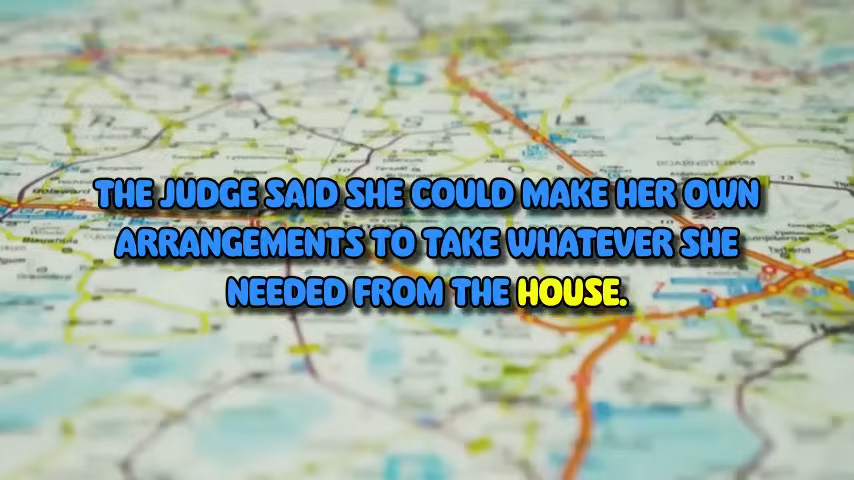 THE JUDGE SAID SHE COULD MAKE HER OWN
ARRANGEMENTS TO TAKE WHATEVER SHE
NEEDED FROM THE HOUSE.